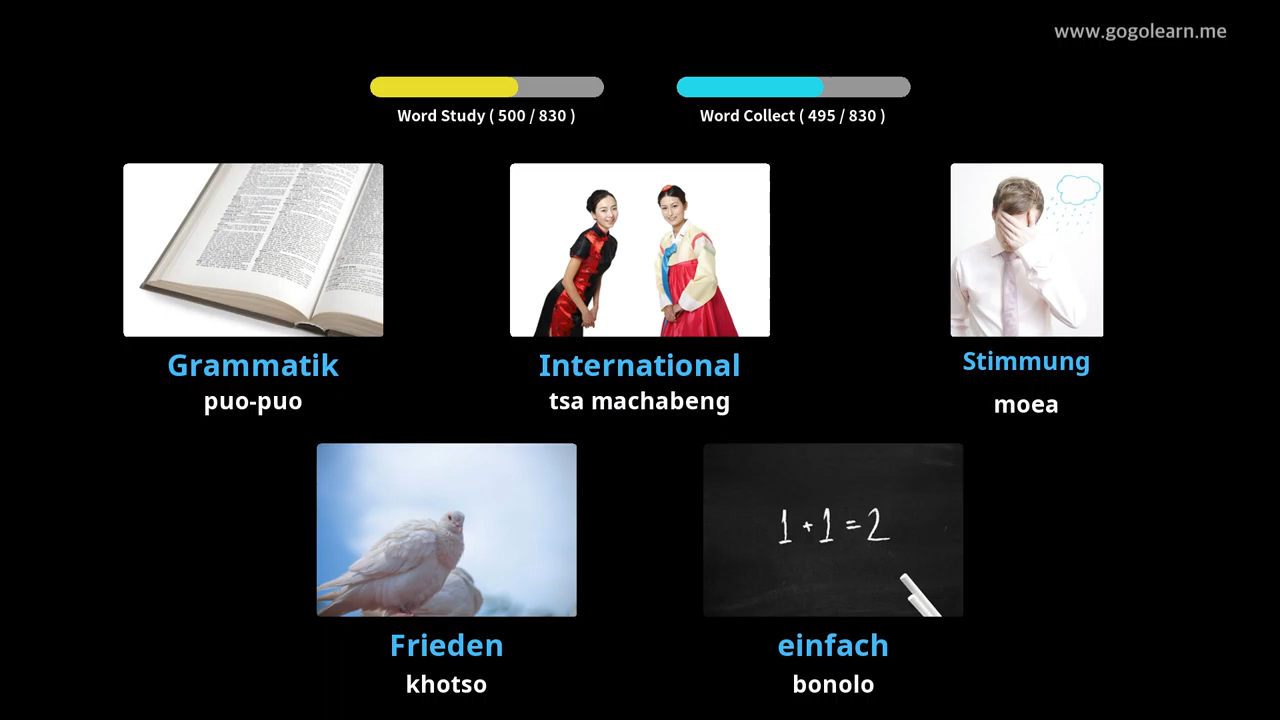 www.gogolearn.me
Word Study ( 500 / 830 )
Word Collect ( 495 / 830 )
Grammatik
puo-puo
International
tsa machabeng
Stimmung
moea
1 + 1 = 2
Frieden
khotso
einfach
bonolo